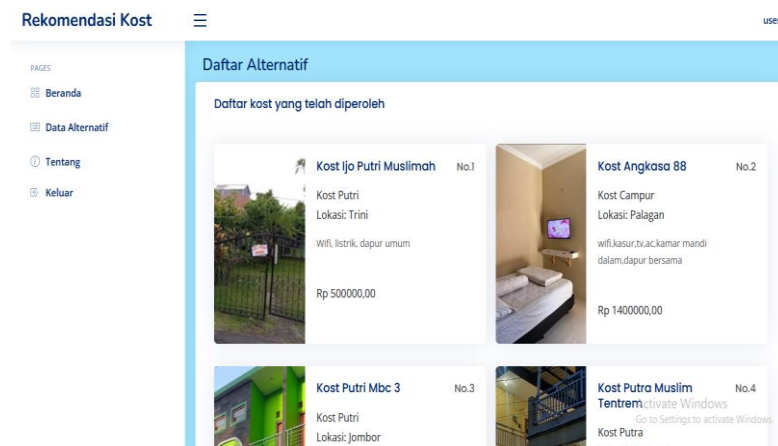 Rekomendasi Kost
user
PAGES
Beranda
Data Alternatif
Tentang
Keluar
Daftar Alternatif
Daftar kost yang telah diperoleh
Kost Ijo Putri Muslimah No.1
Kost Putri
Lokasi: Trini
Wifi, listrik, dapur umum
Rp 500000,00
Kost Angkasa 88 No.2
Kost Campur
Lokasi: Palagan
wifi,kasur,tv,ac,kamar mandi
dalam,dapur bersama
Rp 1400000,00
Kost Putri Mbc 3 No.3
Kost Putri
Lokasi: Jombor
Kost Putra Muslim No.4
Tentrem
Kost Putra
Activate Windows
Go to Settings to activate Windows.